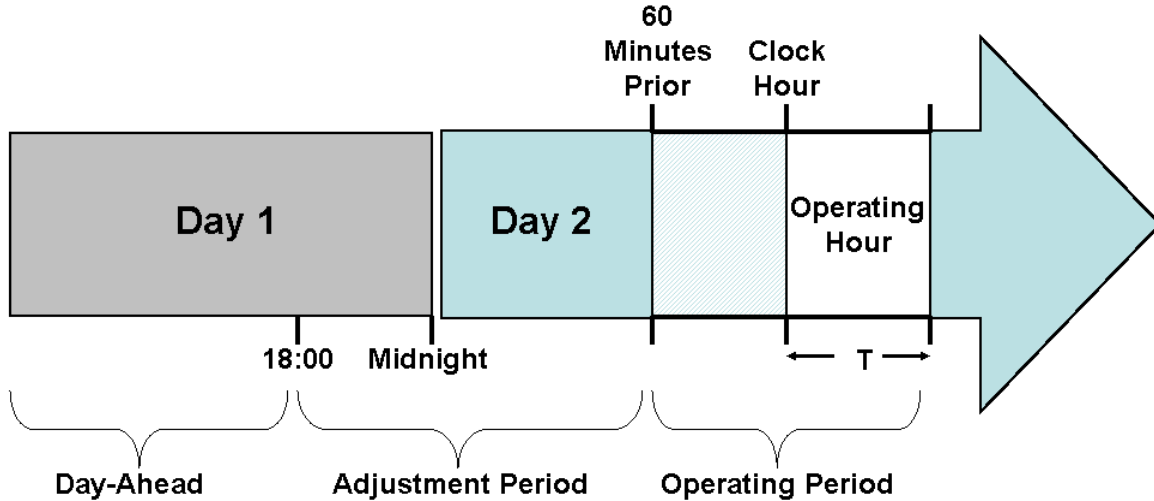 60
Minutes
Prior
Clock
Hour
Day 1
Day 2
Operating
Hour
18:00
Midnight
T
Day-Ahead
Adjustment Period
Operating Period